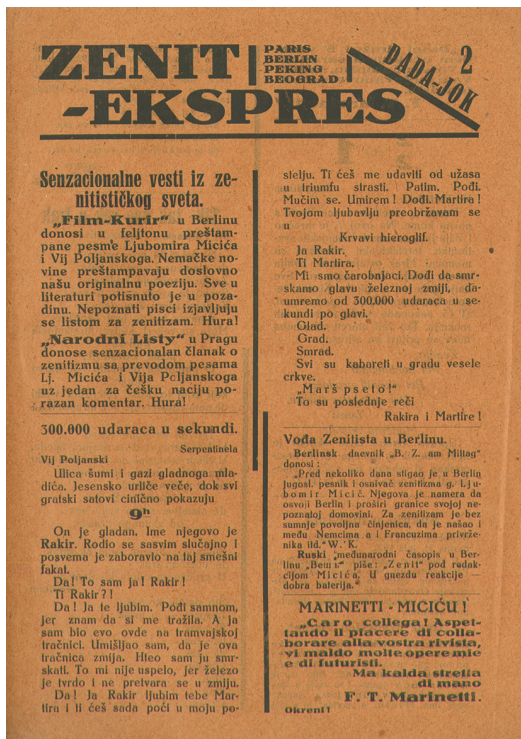 ZENIT
PARIS
BERLIN
PEKING
BEOGRAD
DADA-JOK
2
-EKSPRES
Senzacionalne vesti iz ze-
nitističkog sveta.
„Film-Kurir“ u Berlinu
donosi u feljtonu preštam-
pane pesme Ljubomira Micića
i Vij Poljanskoga. Nemačke no-
vine preštampavaju doslovno
našu originalnu poeziju. Sve u
literaturi potisnuto je u poza-
dinu. Nepoznati pisci izjavljuju
se listom za zenitizam. Hura!
„Narodni Listy“ u Pragu
donose senzacionalan članak o
zenitizmu sa prevodom pesama
Lj. Micića i Vija Poljanskoga
uz jedan za češku naciju po-
razan komentar. Hura!
300.000 udaraca u sekundi.
Serpentinela
Vij Poljanski
Ulica šumi i gazi gladnoga mla-
dića. Jesensko urliče veče, dok svi
gratski satovi cinično pokazuju
9h
On je gladan. Ime njegovo je
Rakir. Rodio se sasvim slučajno i
posvema je zaboravio na taj smešni
fakat.
Da! To sam ja! Rakir!
Ti Rakir?!
Da! Ja te ljubim. Pođi samnom,
jer znam da si me tražila. A ja
sam bio evo ovde na tramvajskoj
tračnici. Umišljao sam, da je ova
tračnica zmija. Hteo sam ju smr-
skati. To mi nije uspelo, jer železo
je tvrdo i ne pretvara se u zmiju.
Da! Ja Rakir ljubim tebe Mar-
tira i ti ćeš sada poći u moju po-
stelju. Ti ćeš me udaviti od užasa
u triumfu strasti. Patim. Pođi.
Mučim se. Umirem! Dođi. Martira!
Tvojom ljubavlju preobržavam se
u
Krvavi hieroglif.
Ja Rakir.
Ti Martira.
Mi smo čarobnjaci. Dođi da smr-
skamo glavu železnoj zmiji, da-
umremo od 300.000 udaraca u se-
kundi po glavi.
Glad.
Grad.
Smrad.
Svi su kabareti u gradu vesele
crkve.
„Marš pseto!“
To su poslednje reči
Rakira i Martire!
Vođa Zenitista u Berlinu.
Berlinsk dnevnik „B. Z. am Mittag“
donosi:
„Pred nekoliko dana stigao je u Berlin
jugosl. pesnik i osnivač zenitizma g. Lju-
bomir Micić. Njegova je namera da
osvoji Berlin i proširi granice svojoj ne-
poznatoj domovini. Za zenitizam je bez
sumnje povoljna činjenica, da je našao i
među Nemcima a i Francuzima privrže-
nika itd.“ W. K.
Ruski međunarodni časopis u Ber-
linu „Вещь“ piše: „Zenit“ pod redak-
cijom Micića. U gnezdu reakcije —
dobra baterija.“
MARINETTI - MICIĆU!
„Caro collega! Aspet-
tando il piacere di colla-
borare alla vostra rivista,
vi maldo molte opere mie
e di futuristi.
Ma kalda stretta
di mano
F. T. Marinetti.
Okreni!